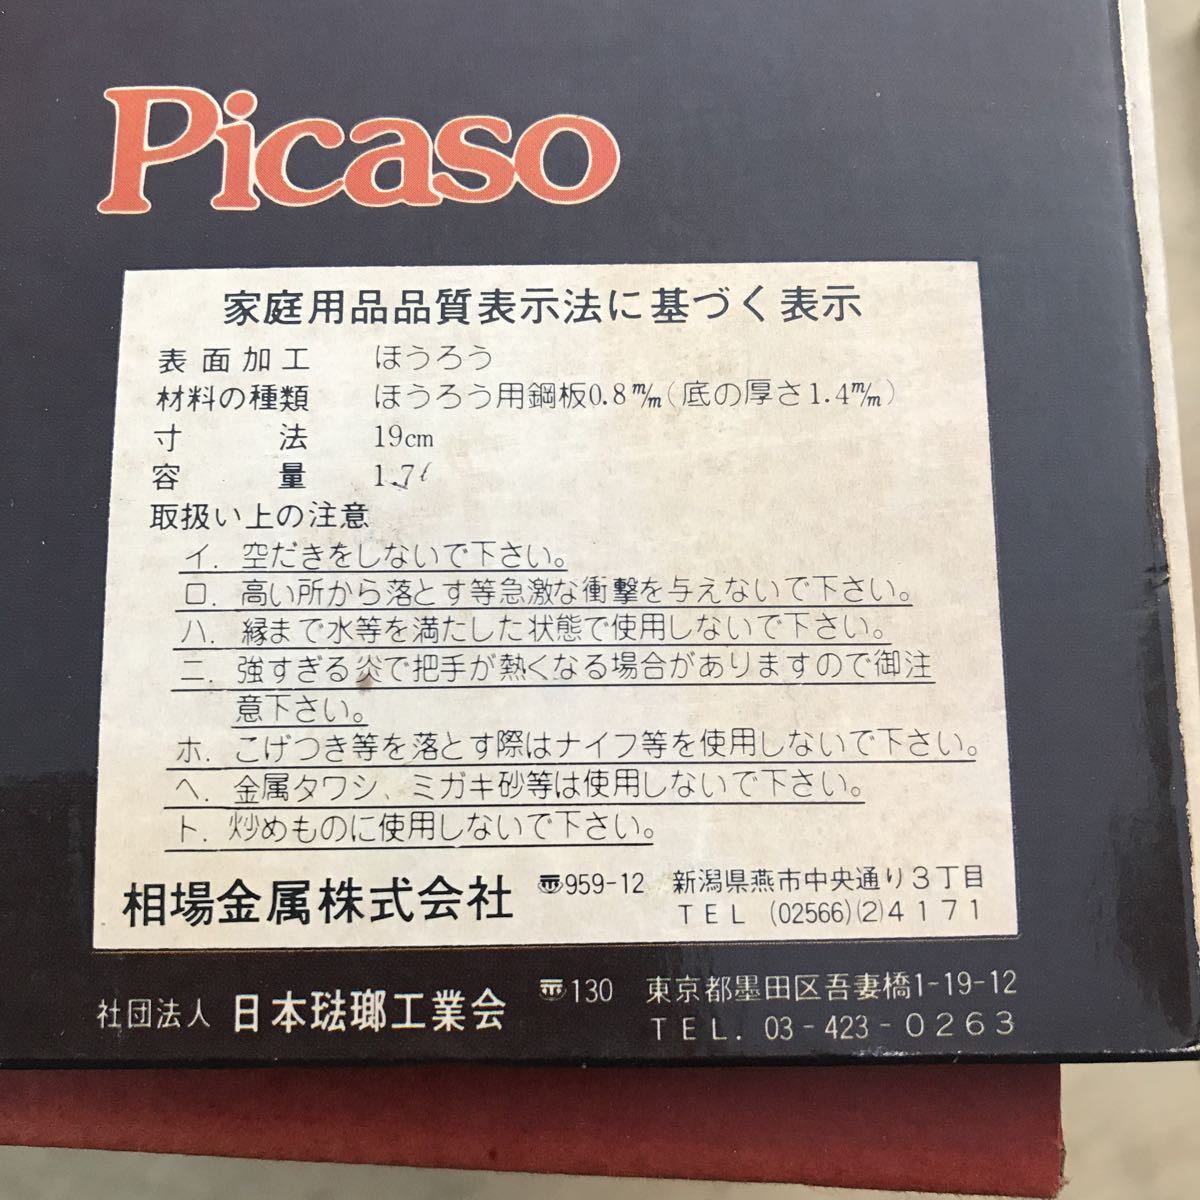 Picaso
家庭用品品質表示法に基づく表示
表面加工 ほうろう
材料の種類 ほうろう用鋼板0.8m/m(底の厚さ1.4m/m)
寸法 19cm
容量 1.7ℓ
取扱い上の注意
イ. 空だきをしないで下さい。
ロ. 高い所から落とす等急激な衝撃を与えないで下さい。
ハ. 縁まで水等を満たした状態で使用しないで下さい。
ニ. 強すぎる炎で把手が熱くなる場合がありますので御注
意下さい。
ホ. こげつき等を落とす際はナイフ等を使用しないで下さい。
ヘ. 金属タワシ、ミガキ砂等は使用しないで下さい。
ト. 炒めものに使用しないで下さい。
相場金属株式会社 〠959-12 新潟県燕市中央通り3丁目
TEL (02566)(2)4171
社団法人 日本琺瑯工業会 〠130 東京都墨田区吾妻橋1-19-12
TEL. 03-423-0263